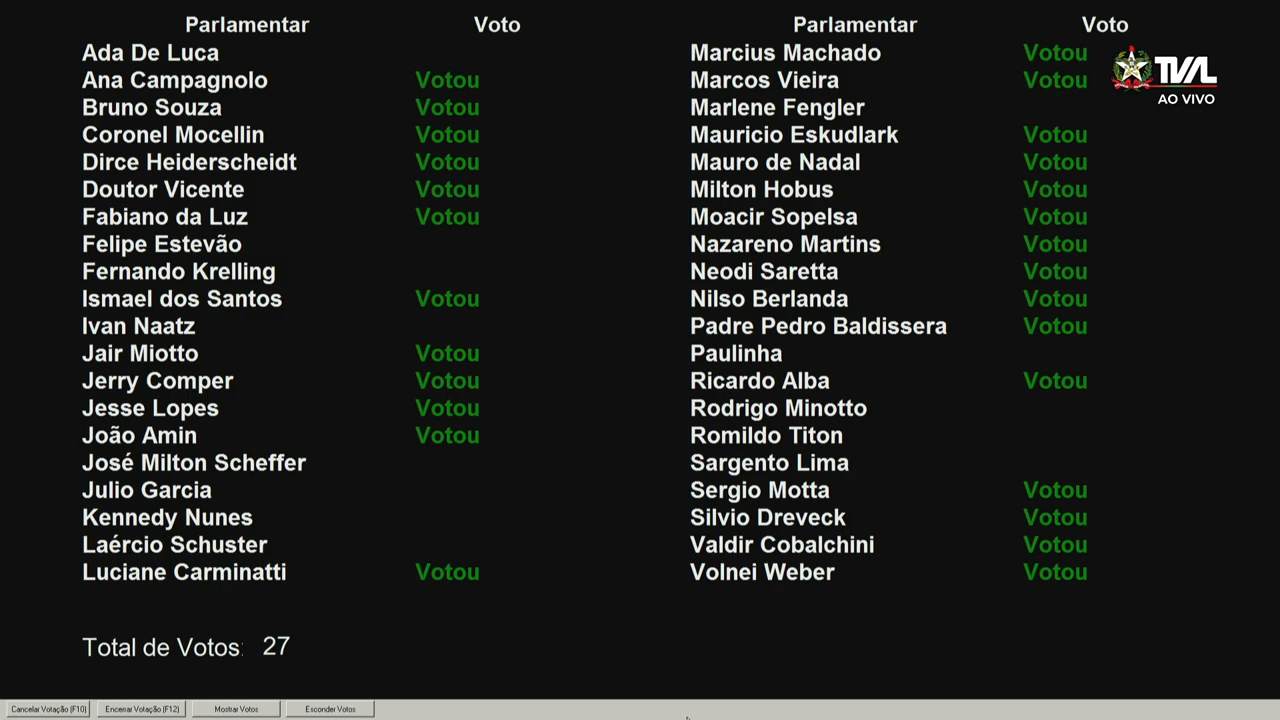 Parlamentar Voto
Ada De Luca
Ana Campagnolo Votou
Bruno Souza Votou
Coronel Mocellin Votou
Dirce Heiderscheidt Votou
Doutor Vicente Votou
Fabiano da Luz Votou
Felipe Estevão
Fernando Krelling
Ismael dos Santos Votou
Ivan Naatz
Jair Miotto Votou
Jerry Comper Votou
Jesse Lopes Votou
João Amin Votou
José Milton Scheffer
Julio Garcia
Kennedy Nunes
Laércio Schuster
Luciane Carminatti Votou
Parlamentar Voto
Marcius Machado Votou
Marcos Vieira Votou
Marlene Fengler
Mauricio Eskudlark Votou
Mauro de Nadal Votou
Milton Hobus Votou
Moacir Sopelsa Votou
Nazareno Martins Votou
Neodi Saretta Votou
Nilso Berlanda Votou
Padre Pedro Baldissera Votou
Paulinha
Ricardo Alba Votou
Rodrigo Minotto
Romildo Titon
Sargento Lima
Sergio Motta Votou
Silvio Dreveck Votou
Valdir Cobalchini Votou
Volnei Weber Votou
TVAL
AO VIVO
Total de Votos: 27
Cancelar Votação (F10) Encerrar Votação (F12) Mostrar Votos Esconder Votos